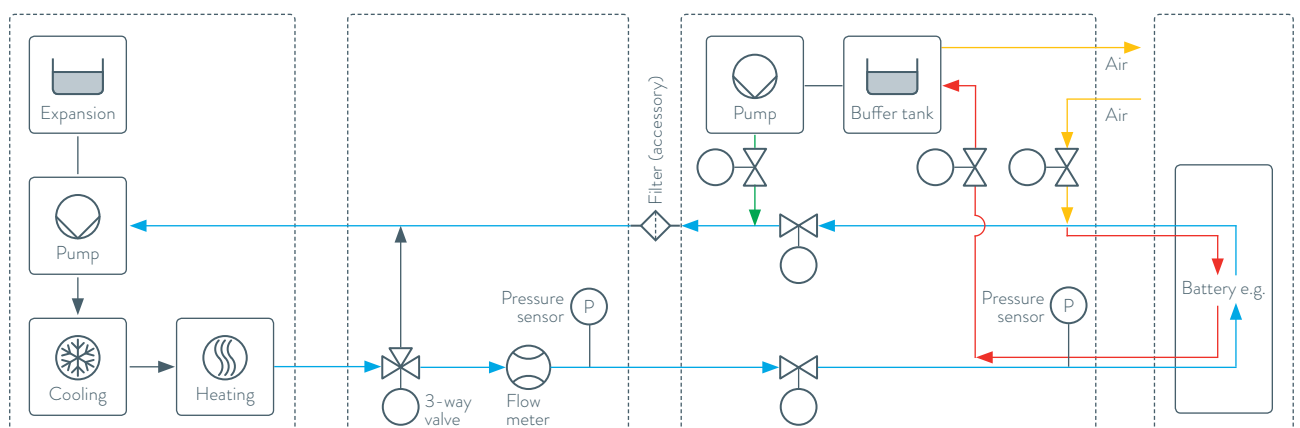 Expansion
Pump
Cooling
Heating
3-way
valve
Flow
meter
Pressure
sensor
P
Filter (accessory)
Pump
Buffer tank
Air
Air
Pressure
sensor
P
Battery e.g.